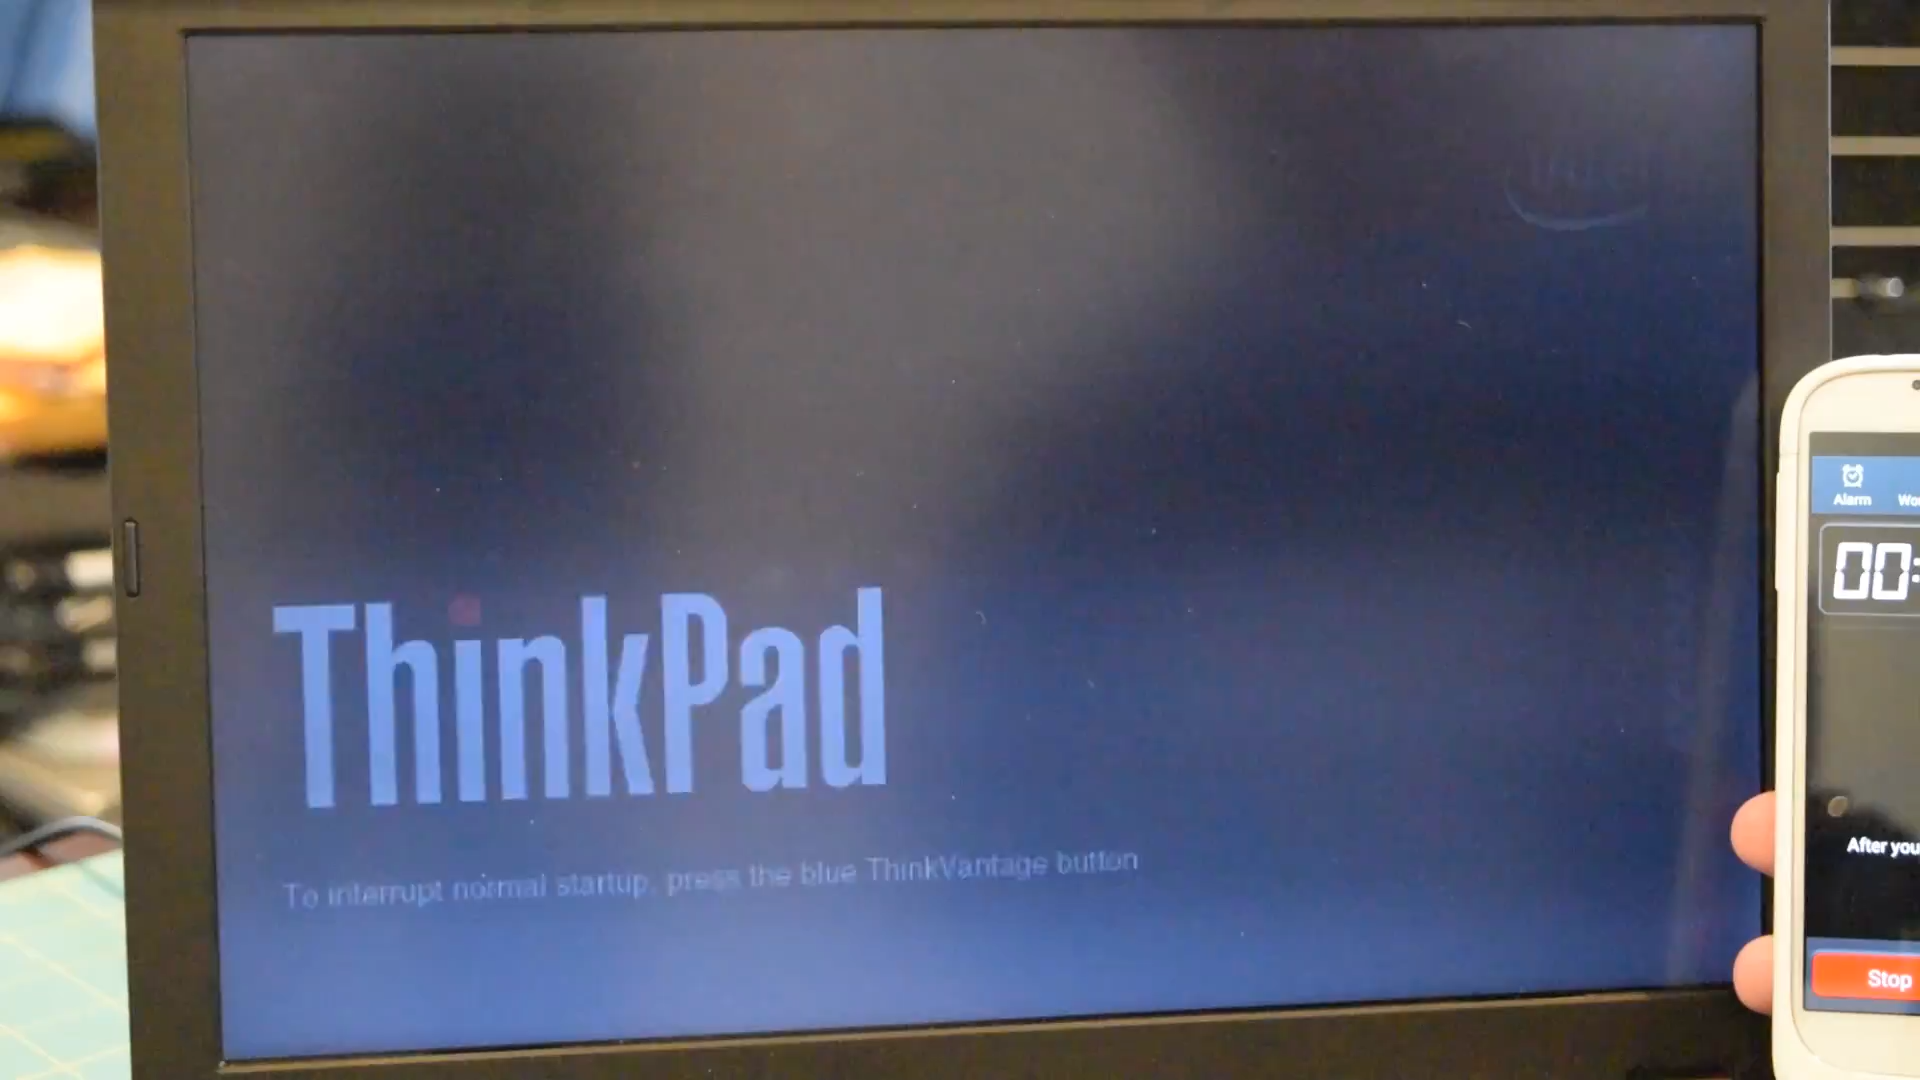 ThinkPad
To interrupt normal startup, press the blue ThinkVantage button
Alarm
00:
After you
Stop